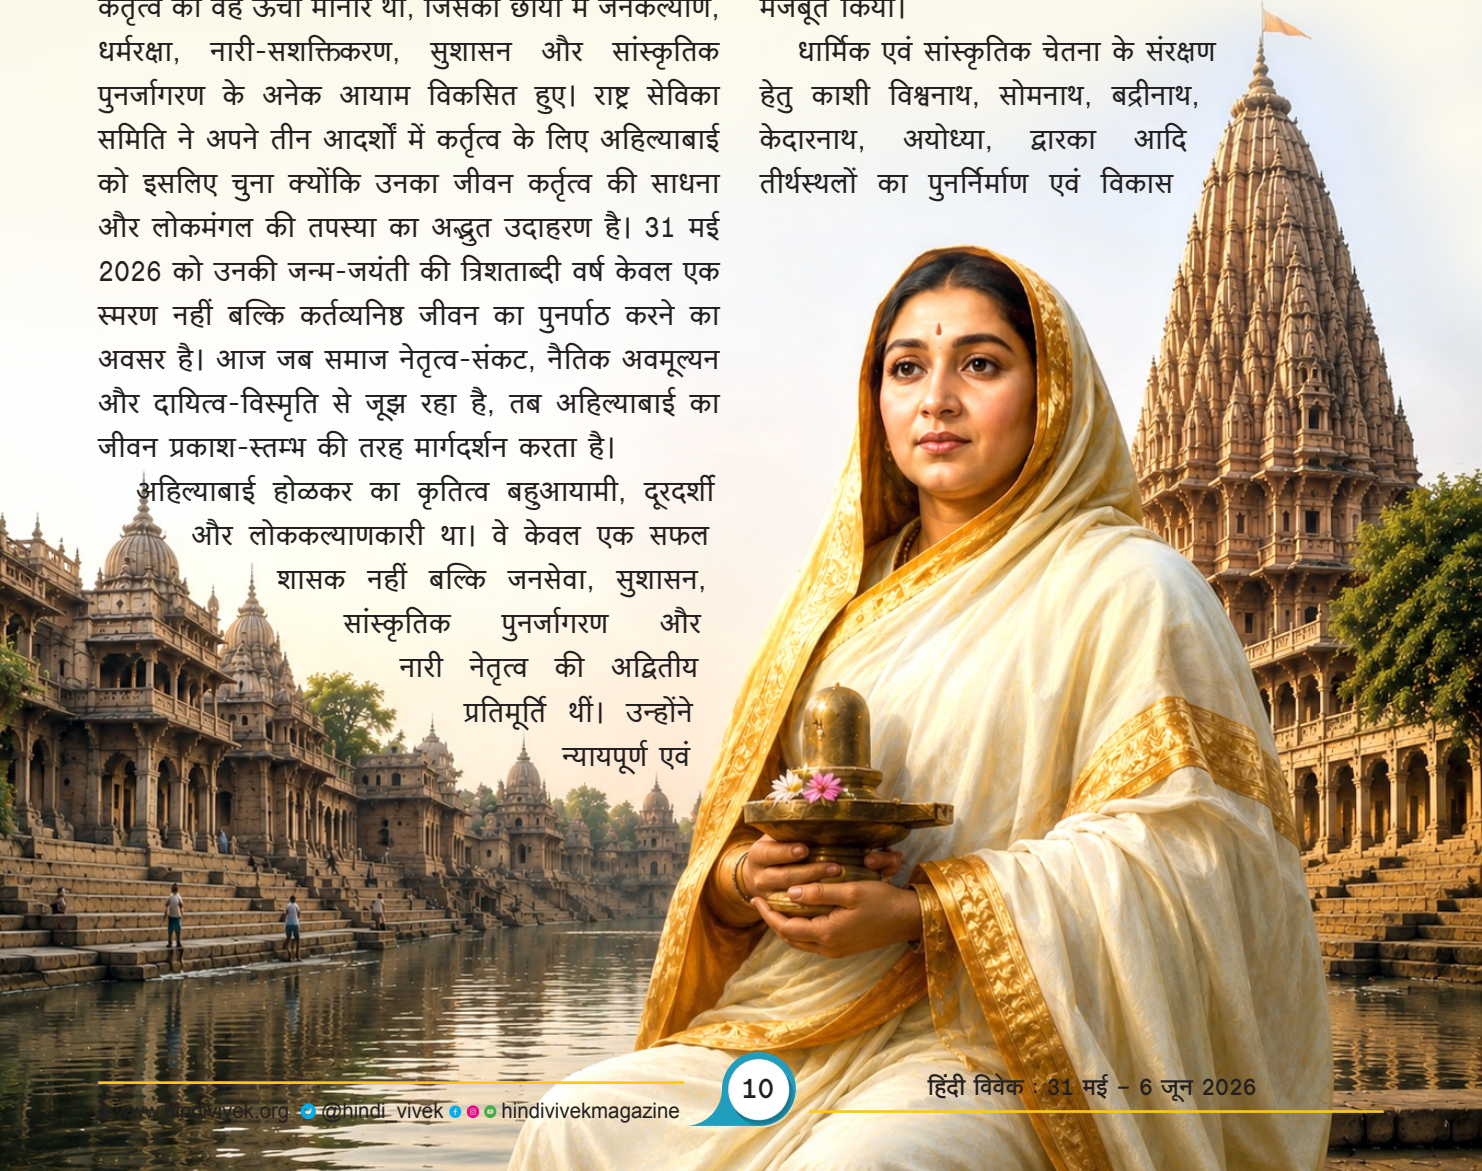 कर्तृत्व का वह ऊंचा मीनार था, जिसकी छाया में जनकल्याण,
धर्मरक्षा, नारी-सशक्तिकरण, सुशासन और सांस्कृतिक
पुनर्जागरण के अनेक आयाम विकसित हुए। राष्ट्र सेविका
समिति ने अपने तीन आदर्शों में कर्तृत्व के लिए अहिल्याबाई
को इसलिए चुना क्योंकि उनका जीवन कर्तृत्व की साधना
और लोकमंगल की तपस्या का अद्भुत उदाहरण है। 31 मई
2026 को उनकी जन्म-जयंती की त्रिशताब्दी वर्ष केवल एक
स्मरण नहीं बल्कि कर्तव्यनिष्ठ जीवन का पुनर्पाठ करने का
अवसर है। आज जब समाज नेतृत्व-संकट, नैतिक अवमूल्यन
और दायित्व-विस्मृति से जूझ रहा है, तब अहिल्याबाई का
जीवन प्रकाश-स्तम्भ की तरह मार्गदर्शन करता है।
अहिल्याबाई होळकर का कृतित्व बहुआयामी, दूरदर्शी
और लोककल्याणकारी था। वे केवल एक सफल
शासक नहीं बल्कि जनसेवा, सुशासन,
सांस्कृतिक पुनर्जागरण और
नारी नेतृत्व की अद्वितीय
प्रतिमूर्ति थीं। उन्होंने
न्यायपूर्ण एवं
मजबूत किया।
धार्मिक एवं सांस्कृतिक चेतना के संरक्षण
हेतु काशी विश्वनाथ, सोमनाथ, बद्रीनाथ,
केदारनाथ, अयोध्या, द्वारका आदि
तीर्थस्थलों का पुनर्निर्माण एवं विकास
www.hindivivek.org @hindi_vivek hindivivekmagazine
10
हिंदी विवेक : 31 मई - 6 जून 2026